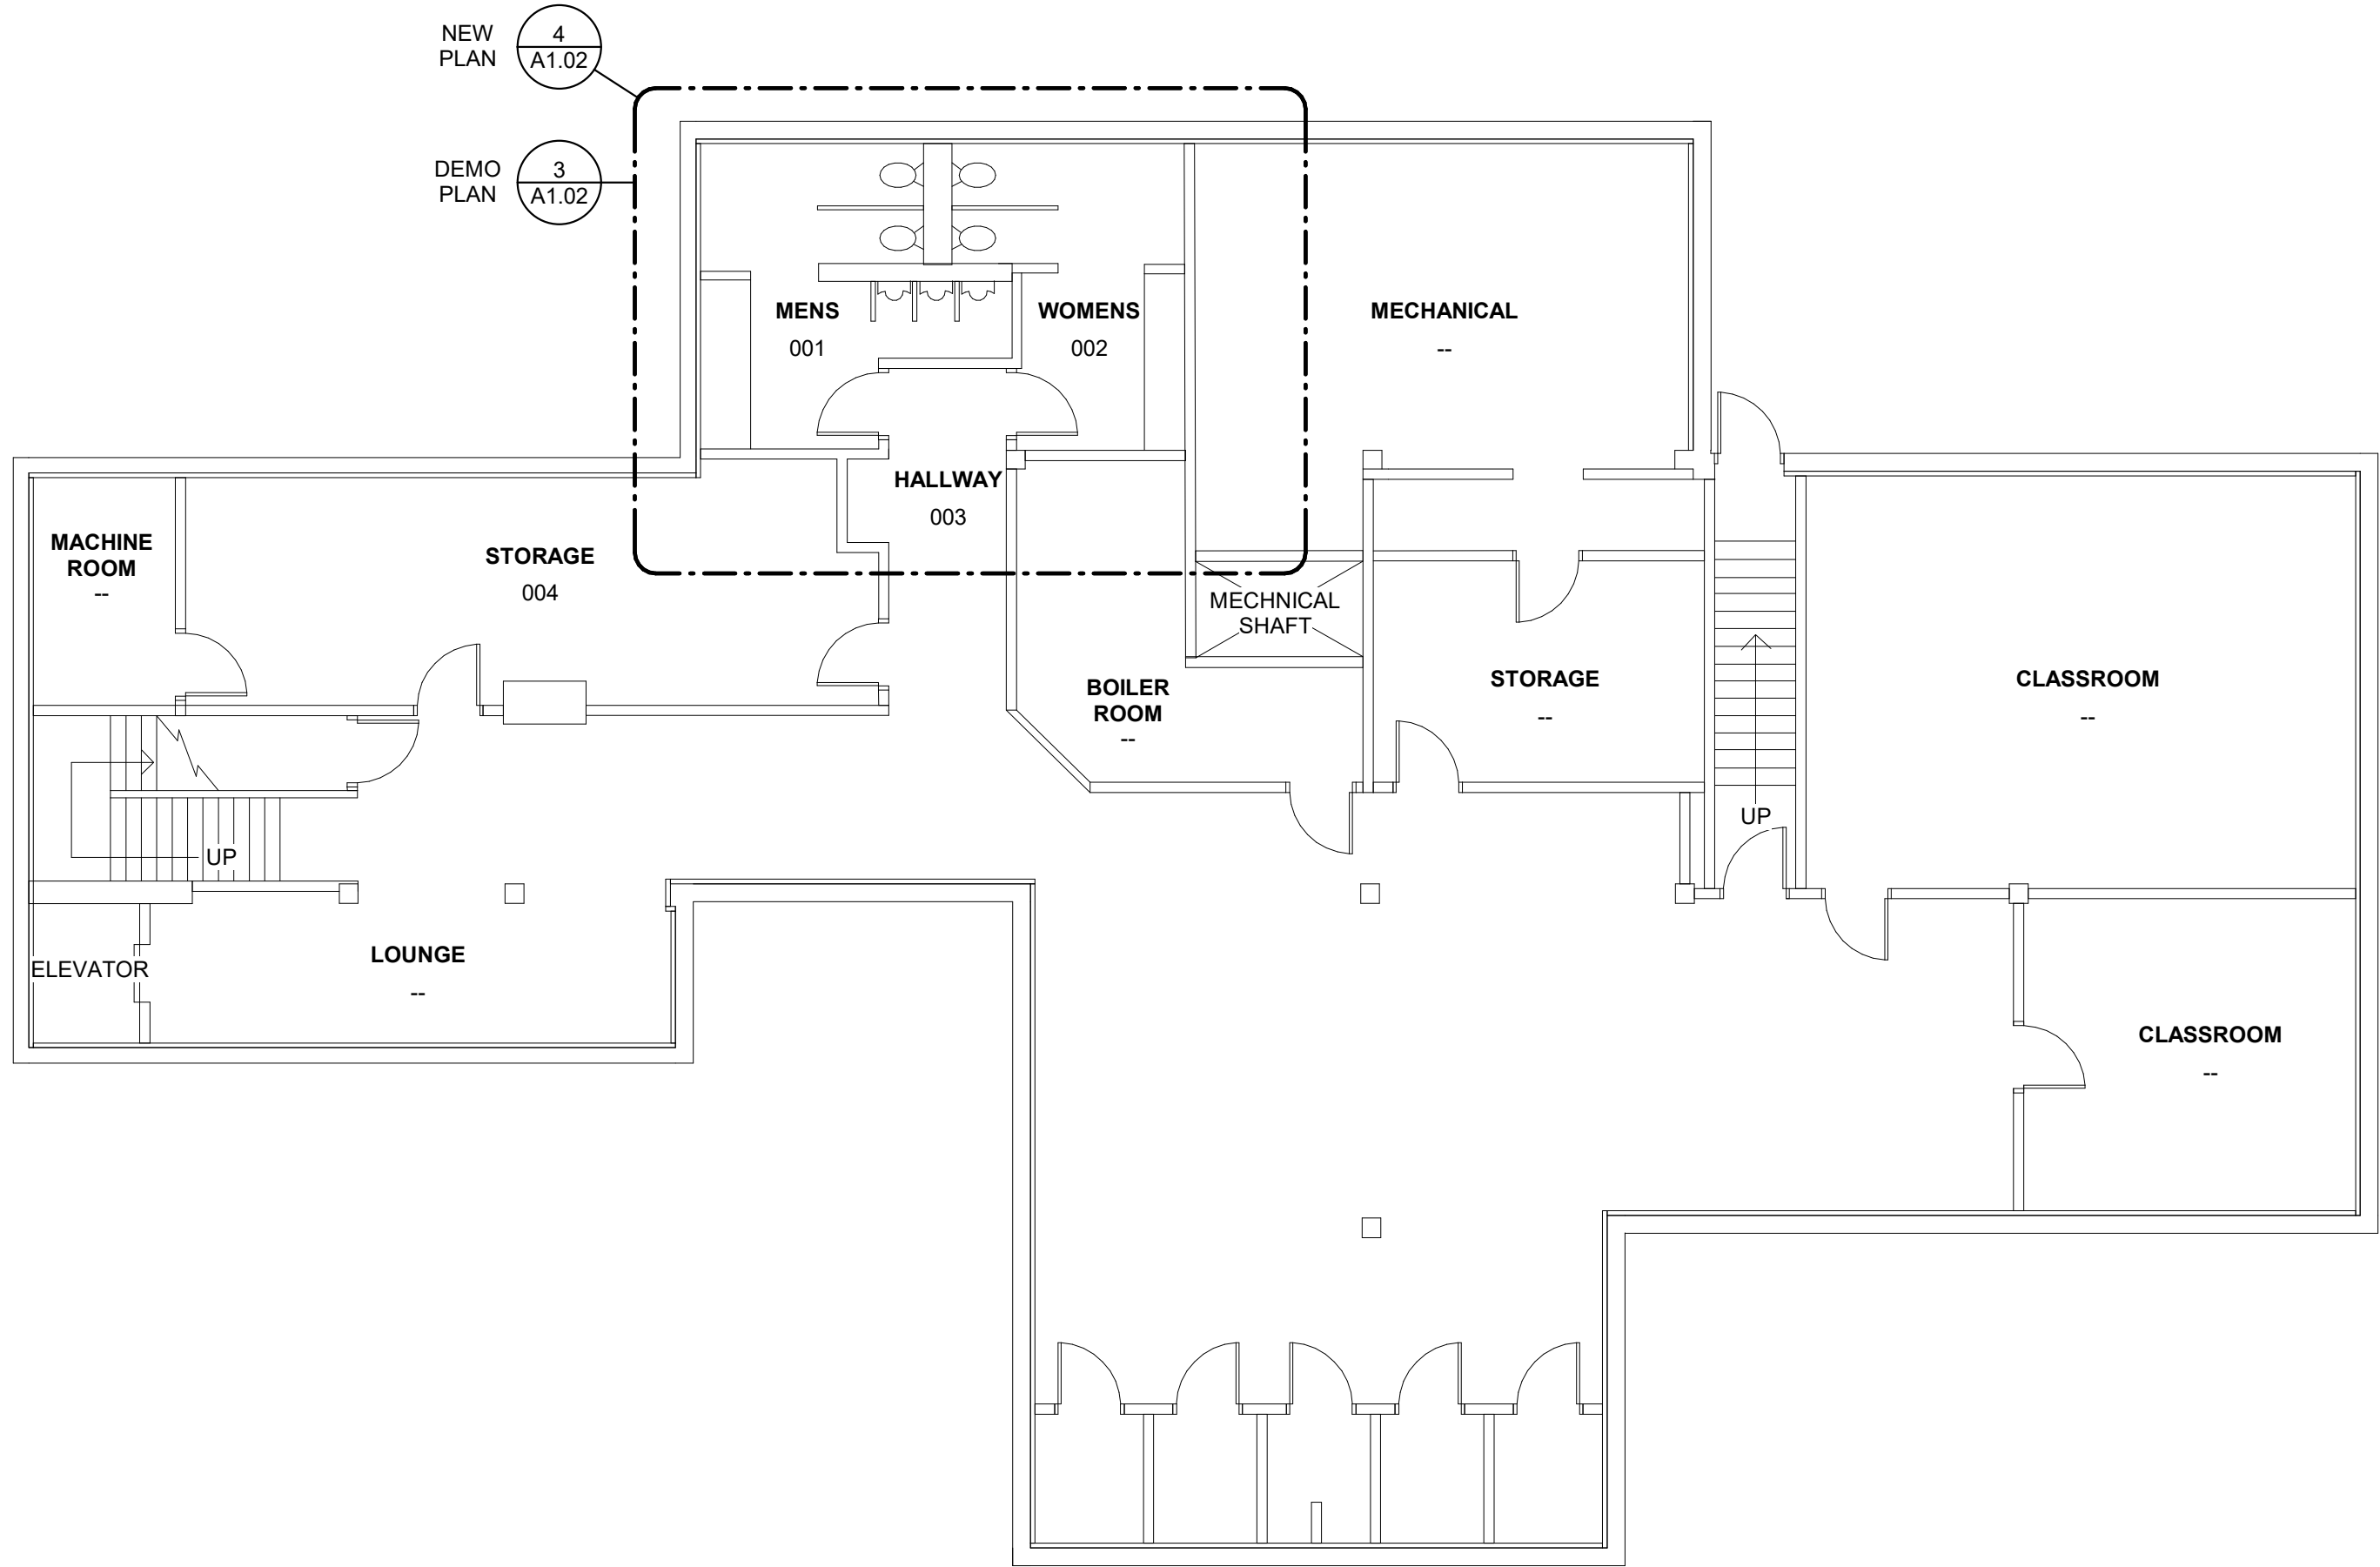 NEW
PLAN
4
A1.02
DEMO
PLAN
3
A1.02
MENS
001
WOMENS
002
MECHANICAL
--
HALLWAY
003
MACHINE
ROOM
--
STORAGE
004
MECHNICAL
SHAFT
BOILER
ROOM
--
STORAGE
--
CLASSROOM
--
UP
UP
LOUNGE
--
ELEVATOR
CLASSROOM
--